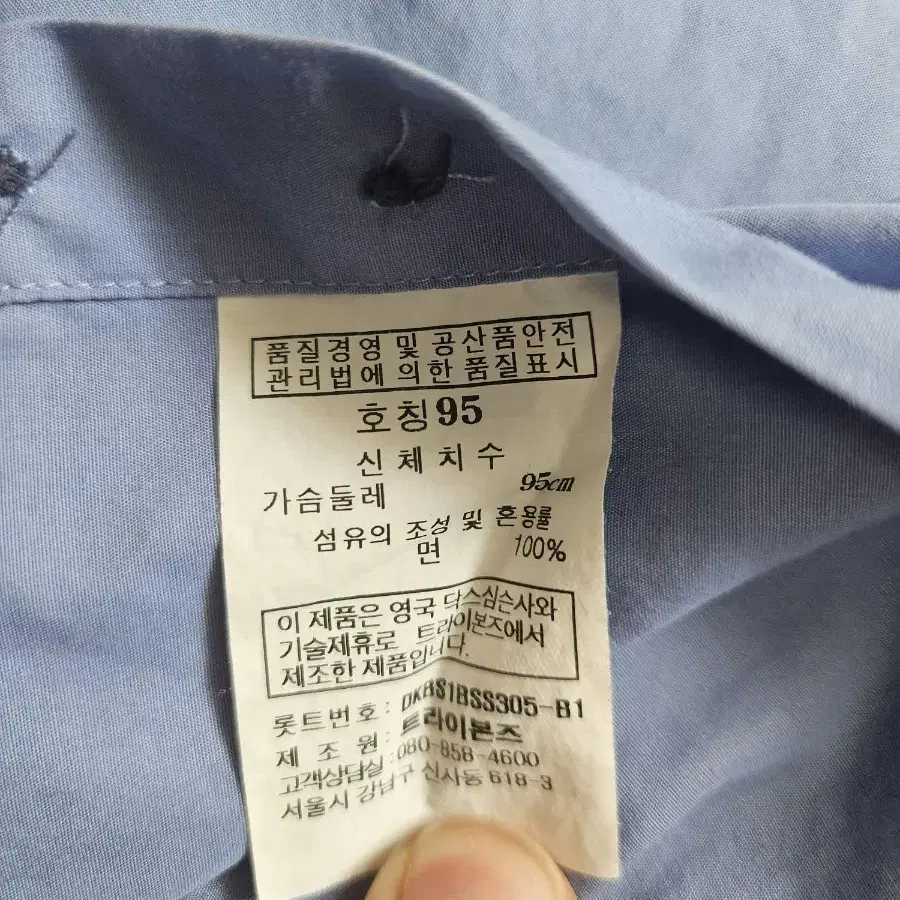 품질경영 및 공산품안전
관리법에 의한 품질표시
호칭95
신체치수
가슴둘레 95cm
섬유의 조성 및 혼용률
면 100%
이 제품은 영국 닥스심슨사와
기술제휴로 트라이본즈에서
제조한 제품입니다.
롯트번호 : DKBS1BSS305-B1
제조원 : 트라이본즈
고객상담실 : 080-858-4600
서울시 강남구 신사동 618-3